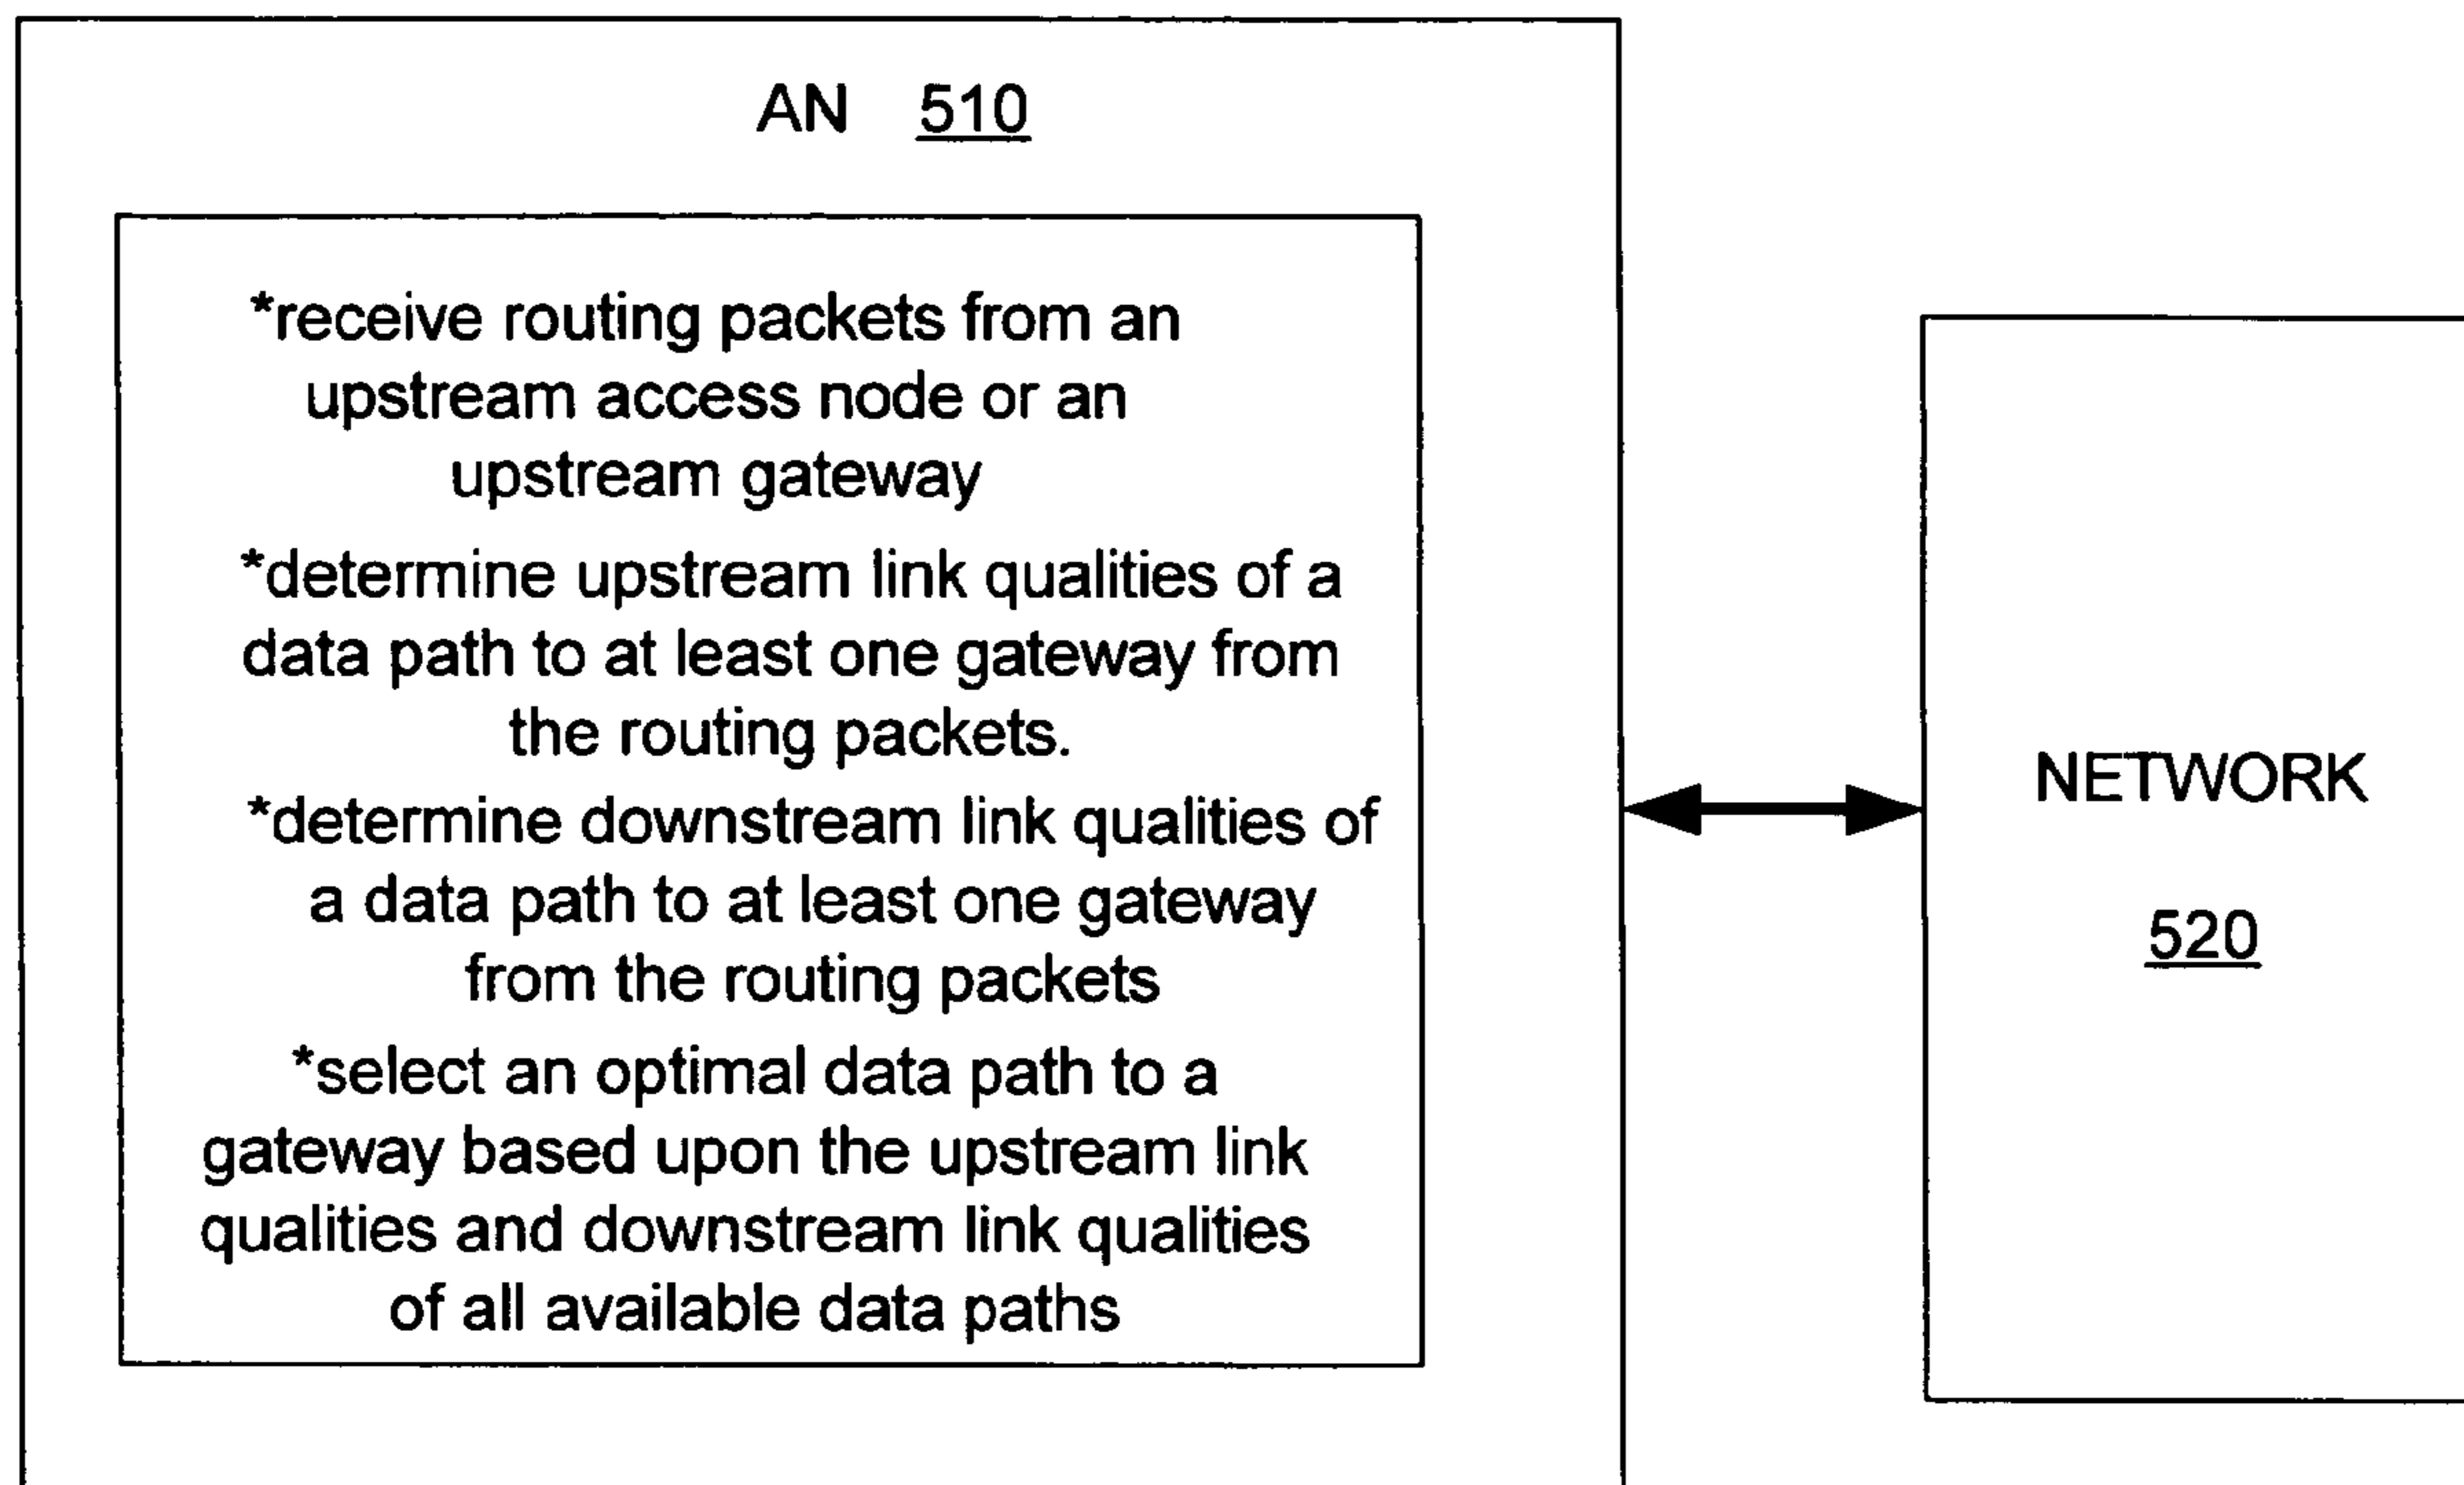 AN 510
*receive routing packets from an
upstream access node or an
upstream gateway
*determine upstream link qualities of a
data path to at least one gateway from
the routing packets.
*determine downstream link qualities of
a data path to at least one gateway
from the routing packets
*select an optimal data path to a
gateway based upon the upstream link
qualities and downstream link qualities
of all available data paths
NETWORK
520